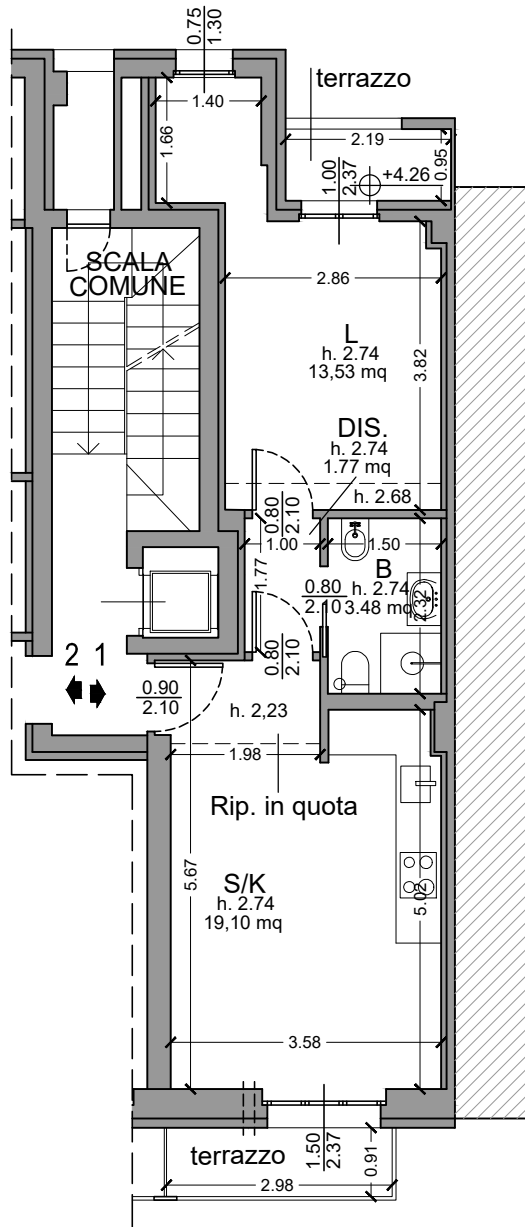 0.75
1.30
terrazzo
1.40
1.66
2.19
0.95
1.00
2.37
+4.26
SCALA
COMUNE
2.86
L
h. 2.74
13,53 mq
3.82
DIS.
h. 2.74
1.77 mq
h. 2.68
0.80
2.10
1.00
1.50
1.77
B
h. 2.74
3.48 mq
2.32
0.80
2.10
0.80
2.10
2 1
0.90
2.10
h. 2,23
1.98
Rip. in quota
5.67
S/K
h. 2.74
19,10 mq
5.02
3.58
terrazzo
1.50
2.37
0.91
2.98